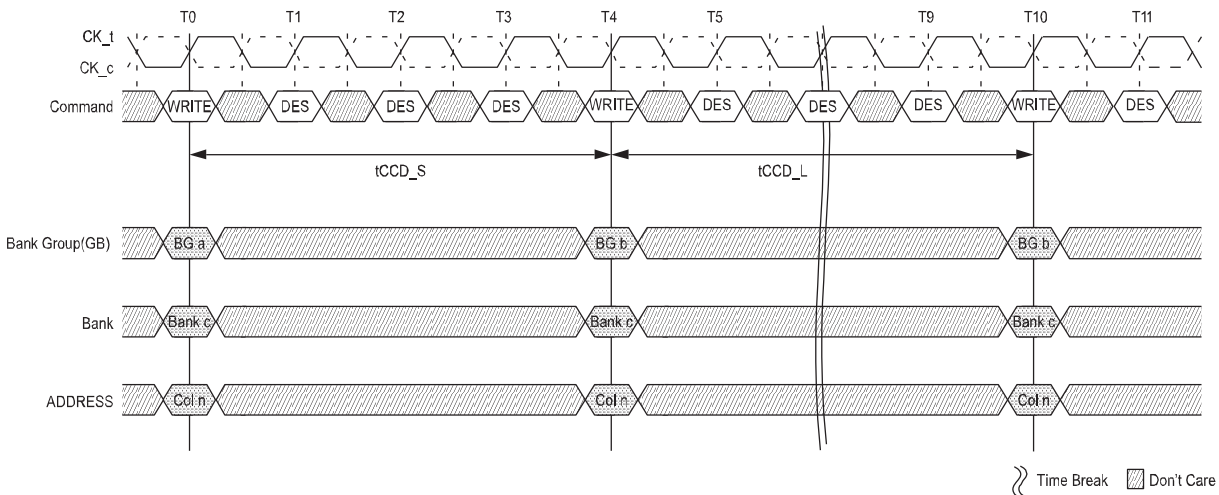 T0 T1 T2 T3 T4 T5 T9 T10 T11
CK_t
CK_c
Command WRITE DES DES DES WRITE DES DES DES WRITE DES
tCCD_S tCCD_L
Bank Group(GB) BG a BG b BG b
Bank Bank c Bank c Bank c
ADDRESS Col n Col n Col n
Time Break Don't Care